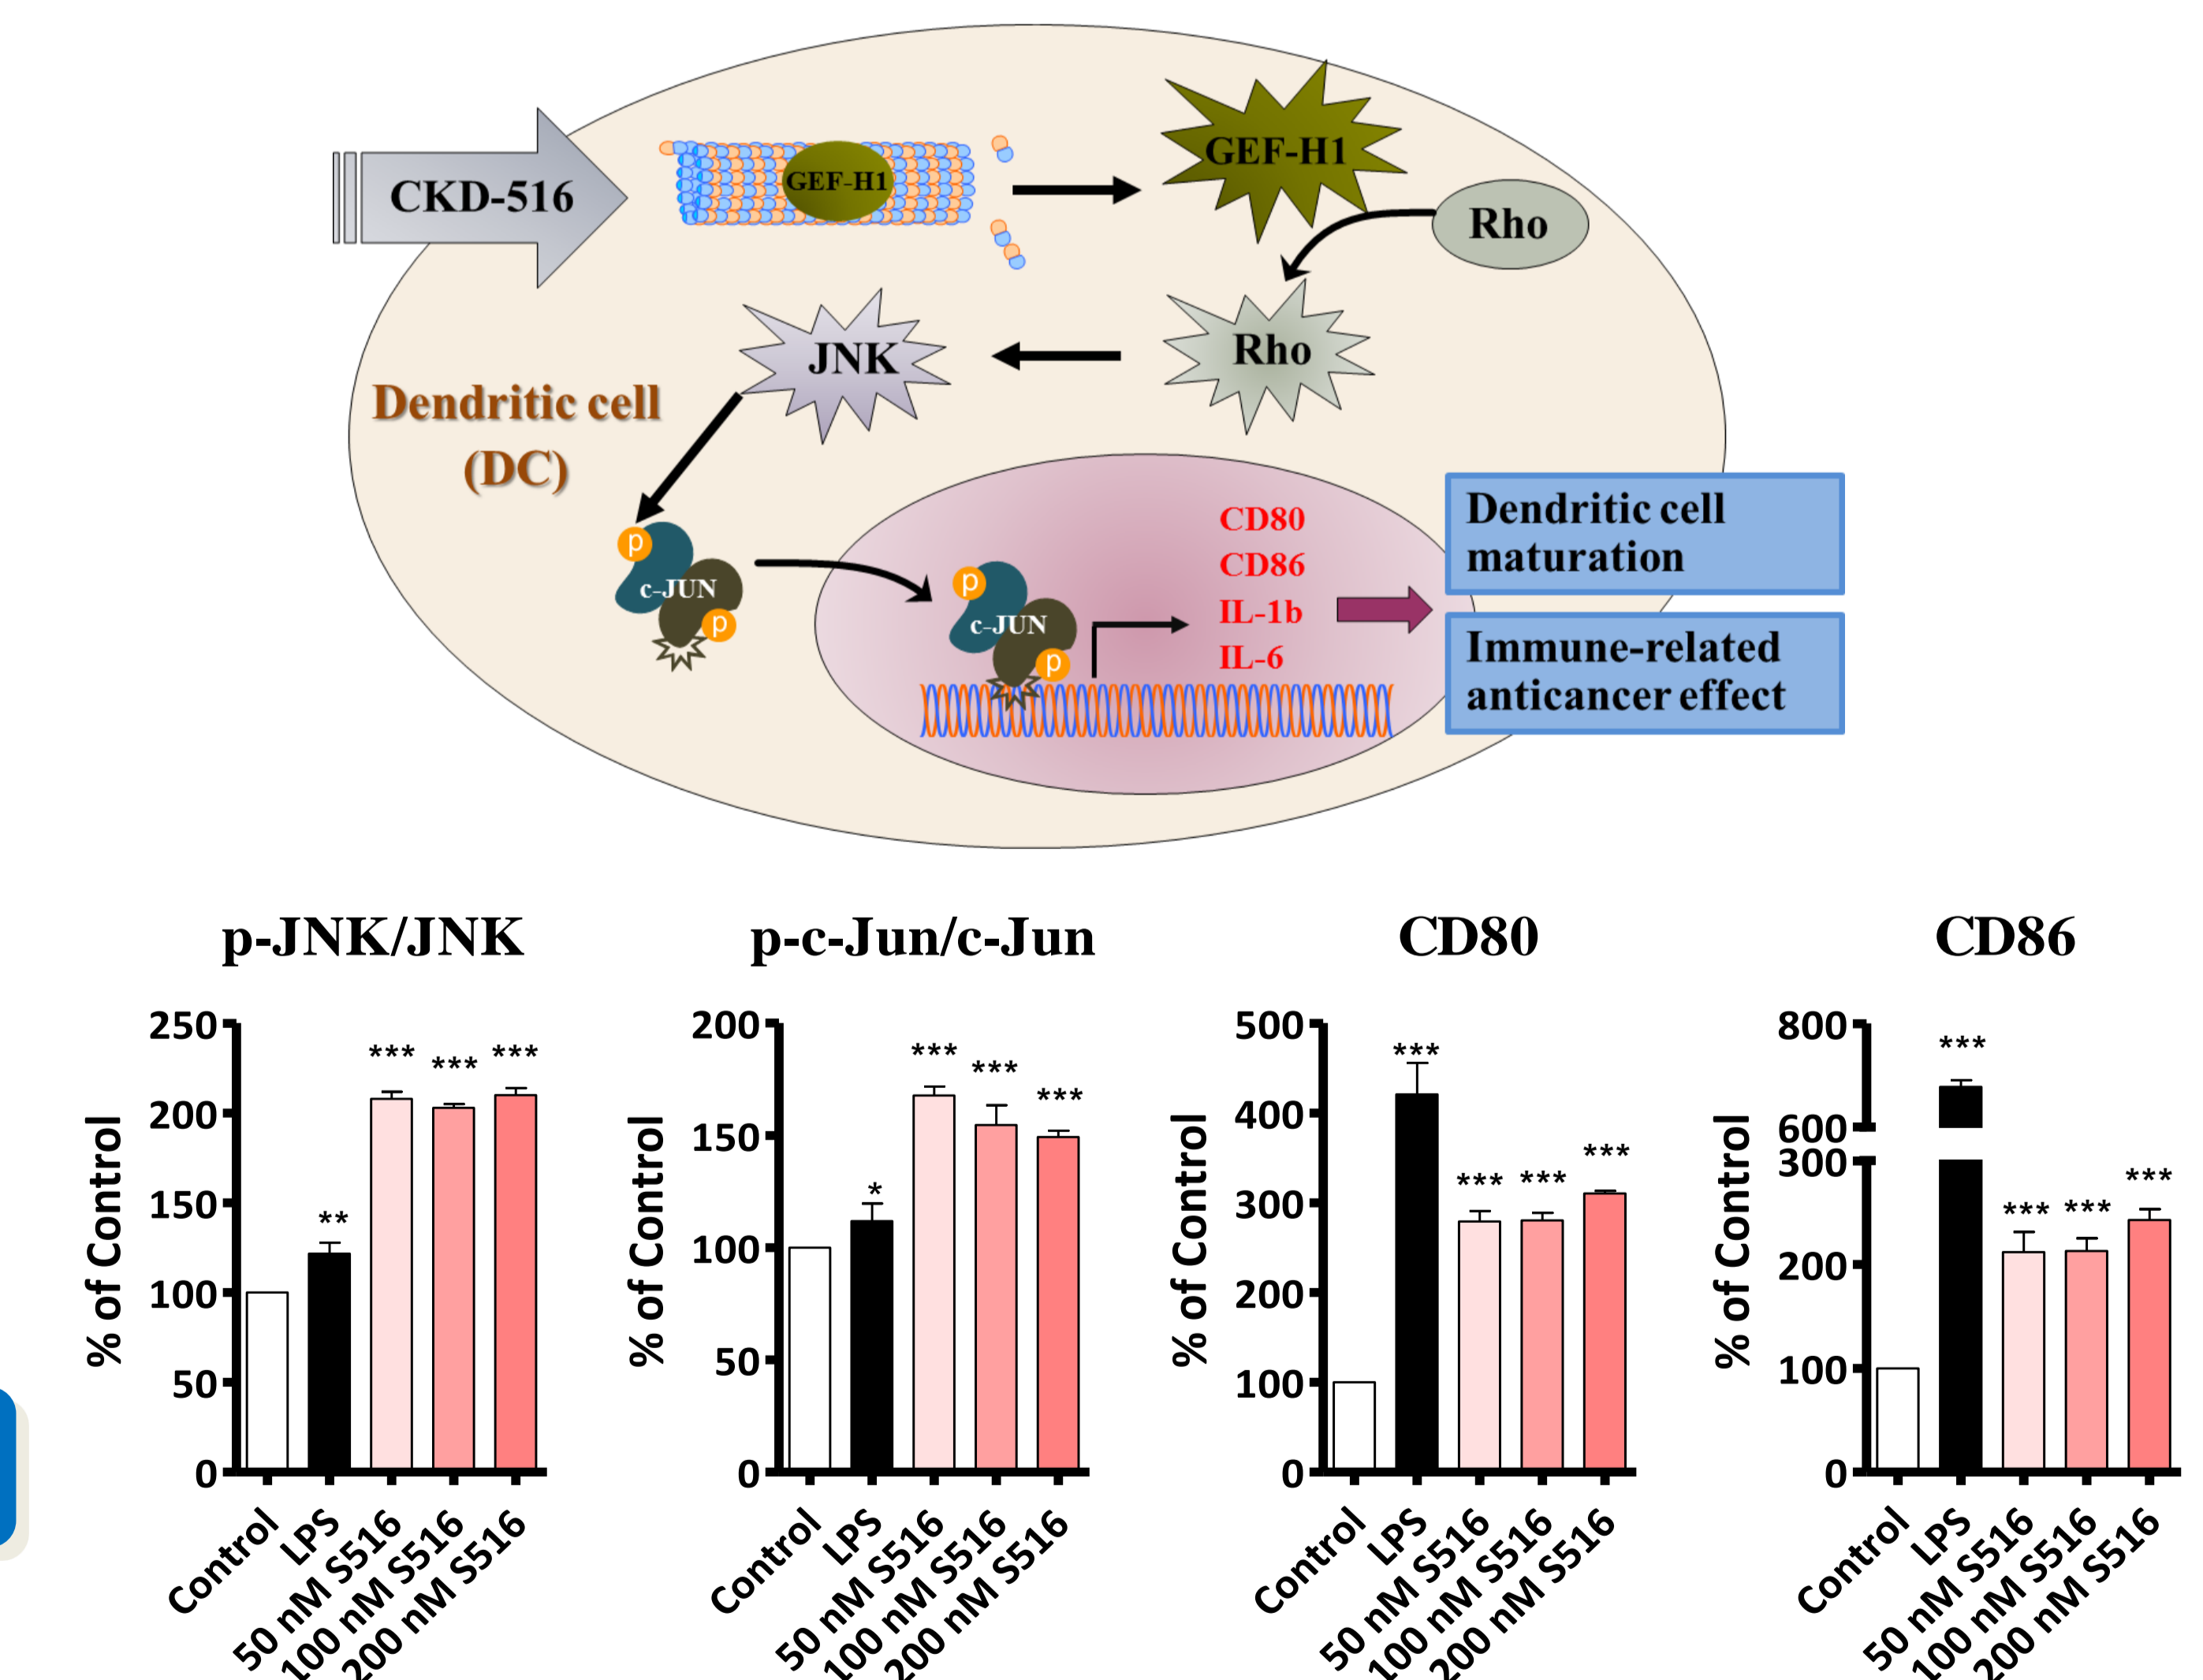 CKD-516
GEF-H1
GEF-H1
Rho
Rho
JNK
Dendritic cell
(DC)
p
c-JUN
p
p
c-JUN
p
CD80
CD86
IL-1b
IL-6
Dendritic cell
maturation
Immune-related
anticancer effect
p-JNK/JNK
% of Control
250
200
150
100
50
0
**
***
***
***
Control
LPS
50 nM S516
100 nM S516
200 nM S516
p-c-Jun/c-Jun
% of Control
200
150
100
50
0
*
***
***
***
Control
LPS
50 nM S516
100 nM S516
200 nM S516
CD80
% of Control
500
400
300
200
100
0
***
***
***
***
Control
LPS
50 nM S516
100 nM S516
200 nM S516
CD86
% of Control
800
600
300
200
100
0
***
***
***
***
Control
LPS
50 nM S516
100 nM S516
200 nM S516